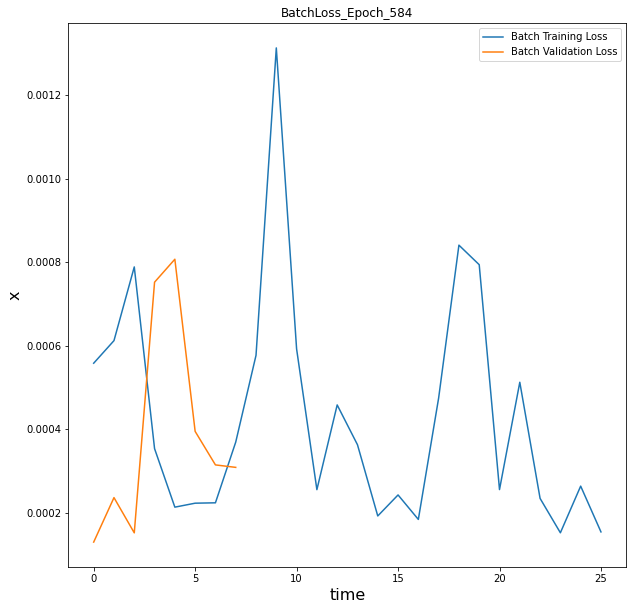 BatchLoss_Epoch_584
Batch Training Loss
Batch Validation Loss
0.0012
0.0010
0.0008
0.0006
0.0004
0.0002
x
0 5 10 15 20 25
time